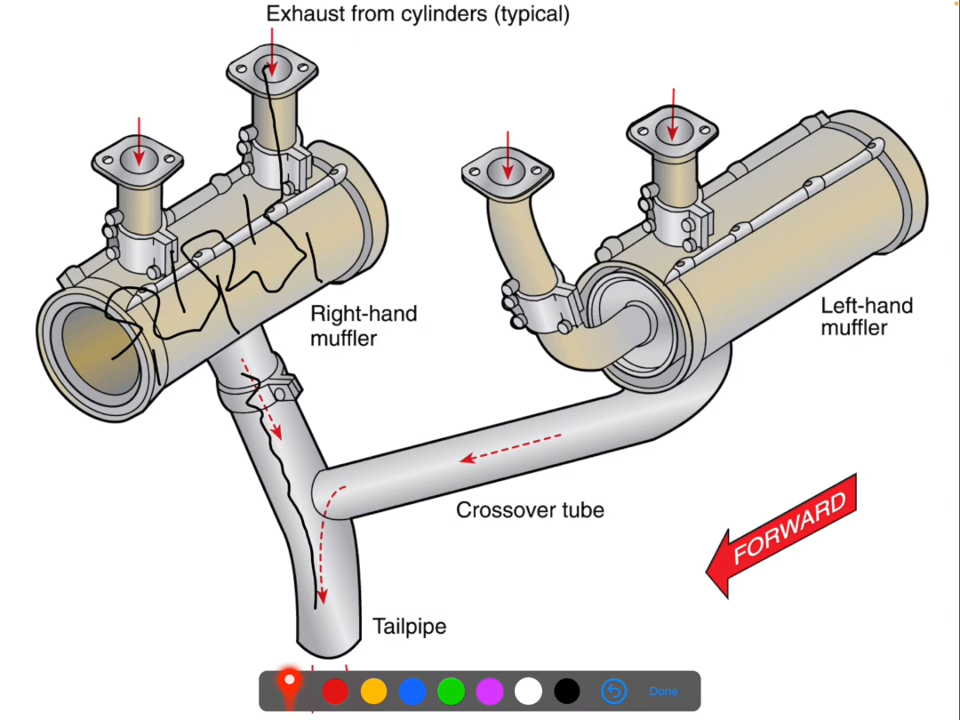 Exhaust from cylinders (typical)
Right-hand
muffler
Left-hand
muffler
Crossover tube
FORWARD
Tailpipe
Done